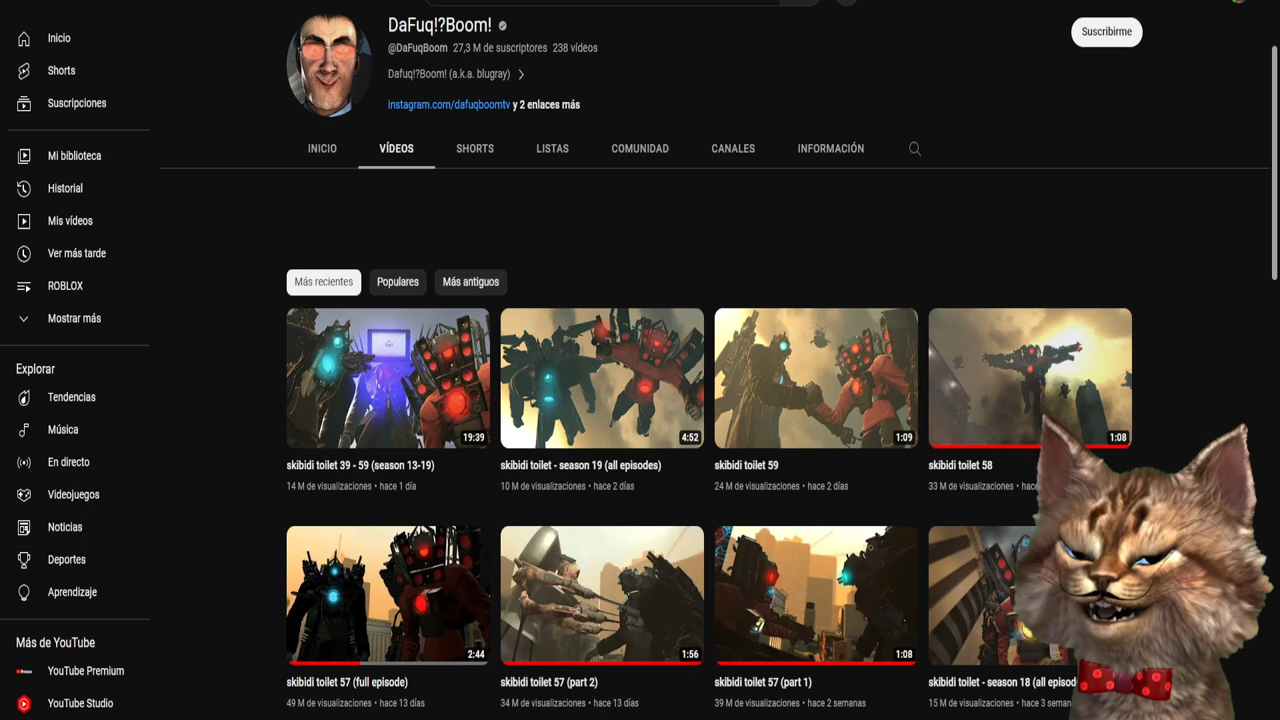 Inicio
Shorts
Suscripciones
Mi biblioteca
Historial
Mis vídeos
Ver más tarde
ROBLOX
Mostrar más
Explorar
Tendencias
Música
En directo
Videojuegos
Noticias
Deportes
Aprendizaje
Más de YouTube
YouTube Premium
YouTube Studio
DaFuq!?Boom!
@DaFuqBoom 27,3 M de suscriptores 238 vídeos
Dafuq!?Boom! (a.k.a. blugray)
instagram.com/dafuqboomtv y 2 enlaces más
Suscribirme
INICIO VÍDEOS SHORTS LISTAS COMUNIDAD CANALES INFORMACIÓN
Más recientes Populares Más antiguos
19:39
skibidi toilet 39 - 59 (season 13-19)
14 M de visualizaciones • hace 1 día
4:52
skibidi toilet - season 19 (all episodes)
10 M de visualizaciones • hace 2 días
1:09
skibidi toilet 59
24 M de visualizaciones • hace 2 días
1:08
skibidi toilet 58
33 M de visualizaciones • hace
2:44
skibidi toilet 57 (full episode)
49 M de visualizaciones • hace 13 días
1:56
skibidi toilet 57 (part 2)
34 M de visualizaciones • hace 13 días
1:08
skibidi toilet 57 (part 1)
39 M de visualizaciones • hace 2 semanas
skibidi toilet - season 18 (all episod
15 M de visualizaciones • hace 3 seman